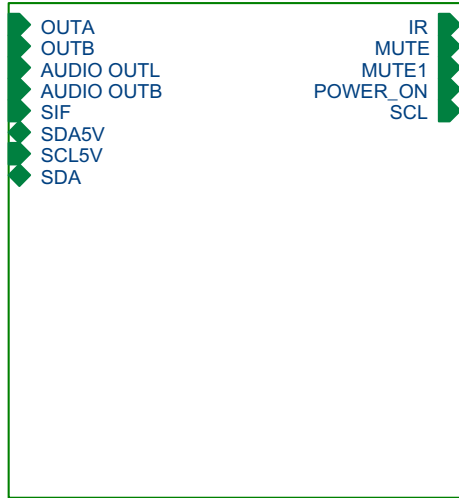 OUTA
OUTB
AUDIO OUTL
AUDIO OUTB
SIF
SDA5V
SCL5V
SDA
IR
MUTE
MUTE1
POWER_ON
SCL